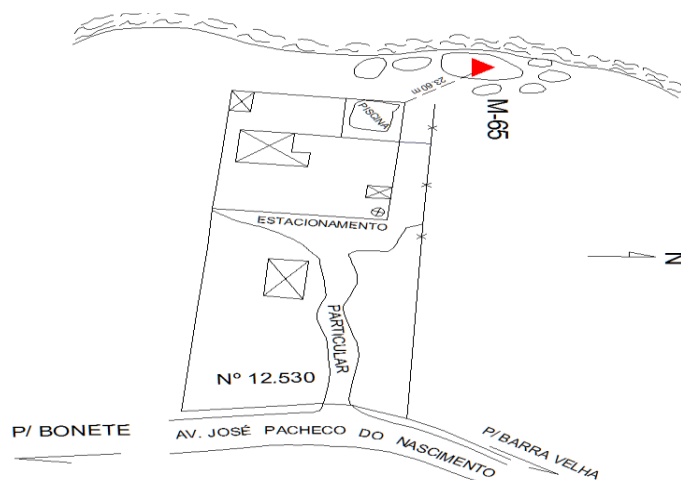 23.60 m
PISCINA
M-65
ESTACIONAMENTO
N
PARTICULAR
Nº 12.530
P/ BONETE
AV. JOSÉ PACHECO DO NASCIMENTO
P/ BARRA VELHA